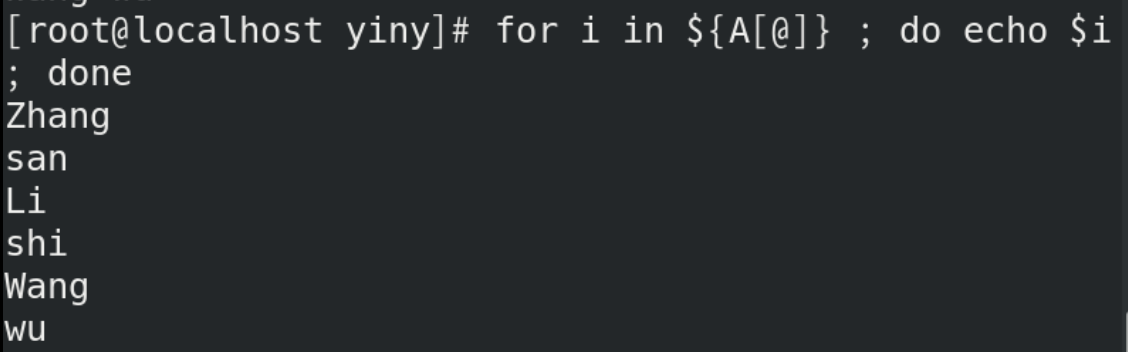 [root@localhost yiny]# for i in ${A[@]} ; do echo $i
; done
Zhang
san
Li
shi
Wang
wu